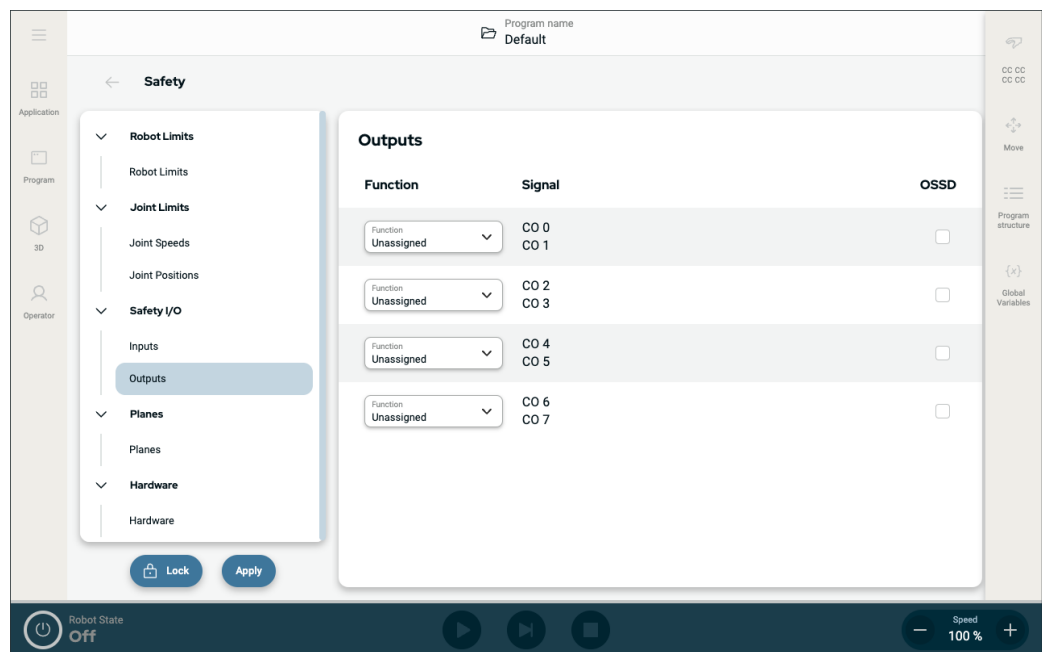 Program name
Default
Safety
Application
Program
3D
Operator
Robot Limits
Robot Limits
Joint Limits
Joint Speeds
Joint Positions
Safety I/O
Inputs
Outputs
Planes
Planes
Hardware
Hardware
Lock
Apply
Outputs
Function
Signal
OSSD
Function
Unassigned
CO 0
CO 1
Function
Unassigned
CO 2
CO 3
Function
Unassigned
CO 4
CO 5
Function
Unassigned
CO 6
CO 7
CC CC
CC CC
Move
Program
structure
{x}
Global
Variables
Robot State
Off
Speed
100 %